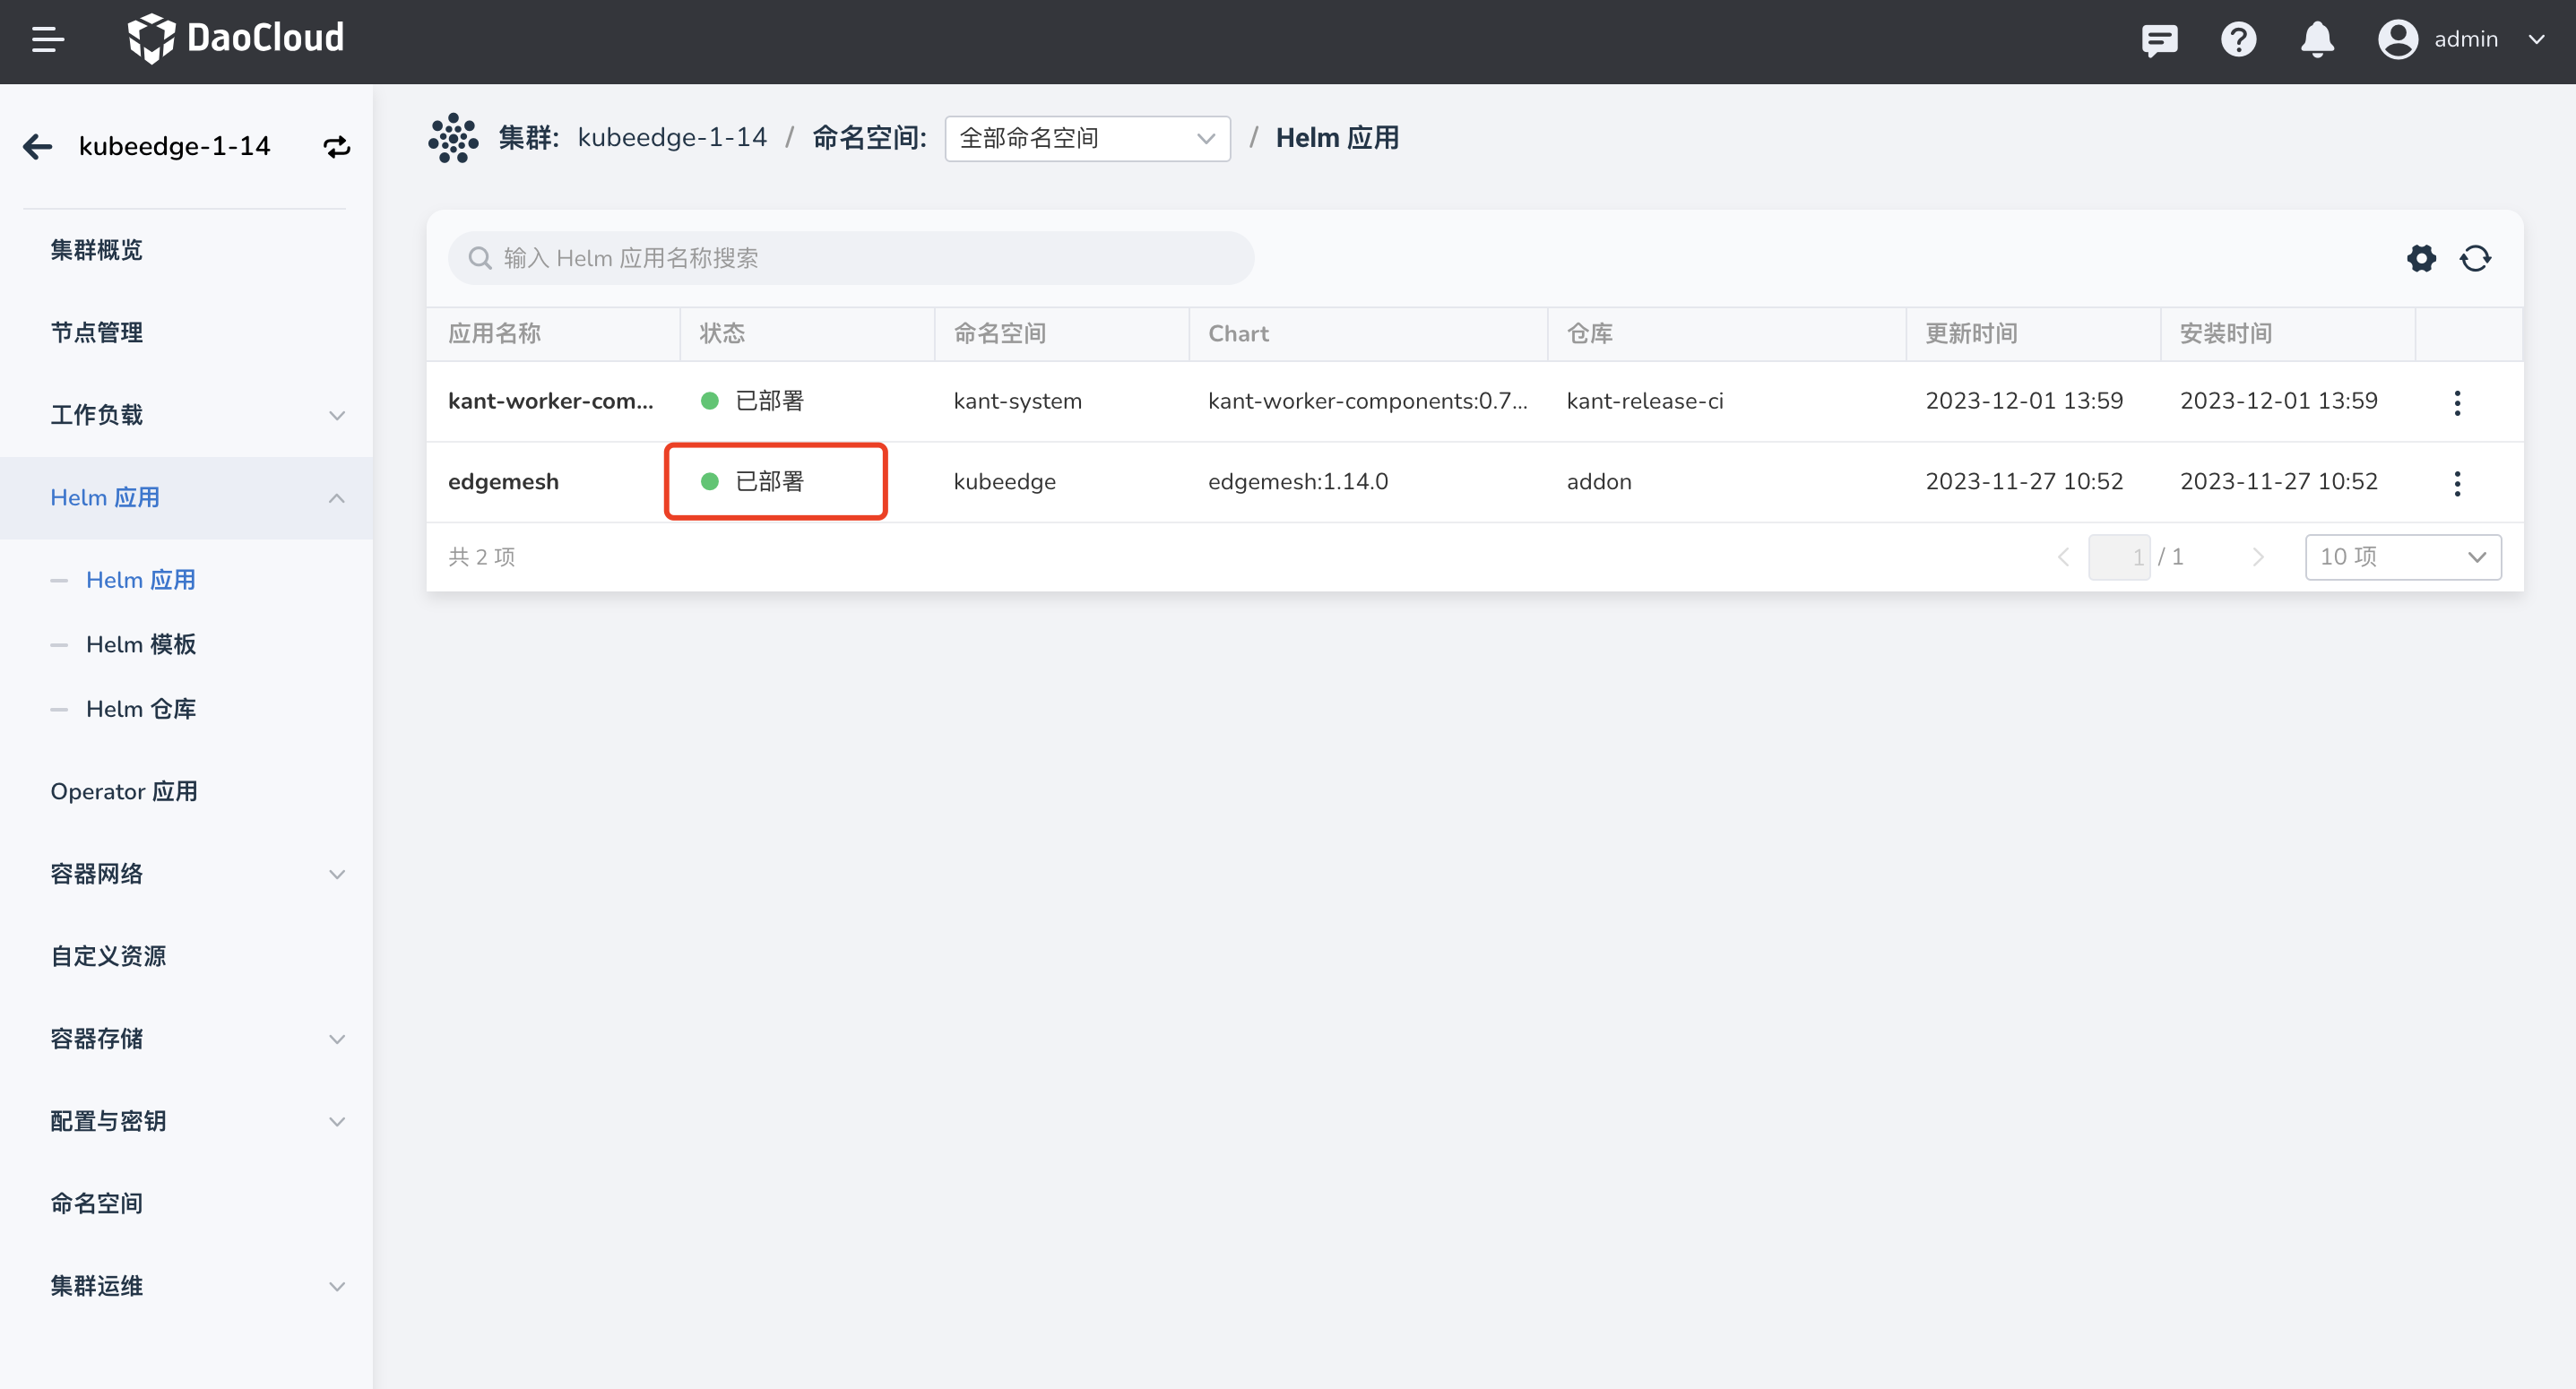 DaoCloud
admin
kubeedge-1-14
集群概览
节点管理
工作负载
Helm 应用
Helm 应用
Helm 模板
Helm 仓库
Operator 应用
容器网络
自定义资源
容器存储
配置与密钥
命名空间
集群运维
集群: kubeedge-1-14 / 命名空间: 全部命名空间 / Helm 应用
输入 Helm 应用名称搜索
应用名称 状态 命名空间 Chart 仓库 更新时间 安装时间
kant-worker-com... 已部署 kant-system kant-worker-components:0.7... kant-release-ci 2023-12-01 13:59 2023-12-01 13:59
edgemesh 已部署 kubeedge edgemesh:1.14.0 addon 2023-11-27 10:52 2023-11-27 10:52
共 2 项 1 / 1 10 项